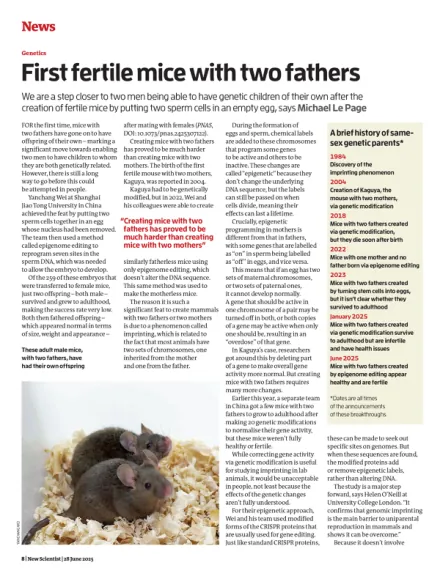 News
Genetics
First fertile mice with two fathers
We are a step closer to two men being able to have genetic children of their own after the
creation of fertile mice by putting two sperm cells in an empty egg, says Michael Le Page
FOR the first time, mice with
two fathers have gone on to have
offspring of their own – marking a
significant move towards enabling
two men to have children to whom
they are both genetically related.
However, there is still a long
way to go before this could
be attempted in people.
Yanchang Wei at Shanghai
Jiao Tong University in China
achieved the feat by putting two
sperm cells together in an egg
whose nucleus had been removed.
The team then used a method
called epigenome editing to
reprogram seven sites in the
sperm DNA, which was needed
to allow the embryo to develop.
Of the 259 of these embryos that
were transferred to female mice,
just two offspring – both male –
survived and grew to adulthood,
making the success rate very low.
Both then fathered offspring –
which appeared normal in terms
of size, weight and appearance –
These adult male mice,
with two fathers, have
had their own offspring
after mating with females (PNAS,
DOI: 10.1073/pnas.2425307122).
Creating mice with two fathers
has proved to be much harder
than creating mice with two
mothers. The birth of the first
fertile mouse with two mothers,
Kaguya, was reported in 2004.
Kaguya had to be genetically
modified, but in 2022, Wei and
his colleagues were able to create
"Creating mice with two
fathers has proved to be
much harder than creating
mice with two mothers"
similarly fatherless mice using
only epigenome editing, which
doesn't alter the DNA sequence.
This same method was used to
make the motherless mice.
The reason it is such a
significant feat to create mammals
with two fathers or two mothers
is due to a phenomenon called
imprinting, which is related to
the fact that most animals have
two sets of chromosomes, one
inherited from the mother
and one from the father.
During the formation of
eggs and sperm, chemical labels
are added to these chromosomes
that program some genes
to be active and others to be
inactive. These changes are
called "epigenetic" because they
don't change the underlying
DNA sequence, but the labels
can still be passed on when
cells divide, meaning their
effects can last a lifetime.
Crucially, epigenetic
programming in mothers is
different from that in fathers,
with some genes that are labelled
as "on" in sperm being labelled
as "off" in eggs, and vice versa.
This means that if an egg has two
sets of maternal chromosomes,
or two sets of paternal ones,
it cannot develop normally.
A gene that should be active in
one chromosome of a pair may be
turned off in both, or both copies
of a gene may be active when only
one should be, resulting in an
"overdose" of that gene.
In Kaguya's case, researchers
got around this by deleting part
of a gene to make overall gene
activity more normal. But creating
mice with two fathers requires
many more changes.
Earlier this year, a separate team
in China got a few mice with two
fathers to grow to adulthood after
making 20 genetic modifications
to normalise their gene activity,
but these mice weren't fully
healthy or fertile.
While correcting gene activity
via genetic modification is useful
for studying imprinting in lab
animals, it would be unacceptable
in people, not least because the
effects of the genetic changes
aren't fully understood.
For their epigenetic approach,
Wei and his team used modified
forms of the CRISPR proteins that
are usually used for gene editing.
Just like standard CRISPR proteins,
A brief history of same-
sex genetic parents*
1984
Discovery of the
imprinting phenomenon
2004
Creation of Kaguya, the
mouse with two mothers,
via genetic modification
2018
Mice with two fathers created
via genetic modification,
but they die soon after birth
2022
Mice with one mother and no
father born via epigenome editing
2023
Mice with two fathers created
by turning stem cells into eggs,
but it isn't clear whether they
survived to adulthood
January 2025
Mice with two fathers created
via genetic modification survive
to adulthood but are infertile
and have health issues
June 2025
Mice with two fathers created
by epigenome editing appear
healthy and are fertile
*Dates are all times
of the announcements
of these breakthroughs
these can be made to seek out
specific sites on genomes. But
when these sequences are found,
the modified proteins add
or remove epigenetic labels,
rather than altering DNA.
The study is a major step
forward, says Helen O'Neill at
University College London. "It
confirms that genomic imprinting
is the main barrier to uniparental
reproduction in mammals and
shows it can be overcome."
Because it doesn't involve
8 | New Scientist | 28 June 2025